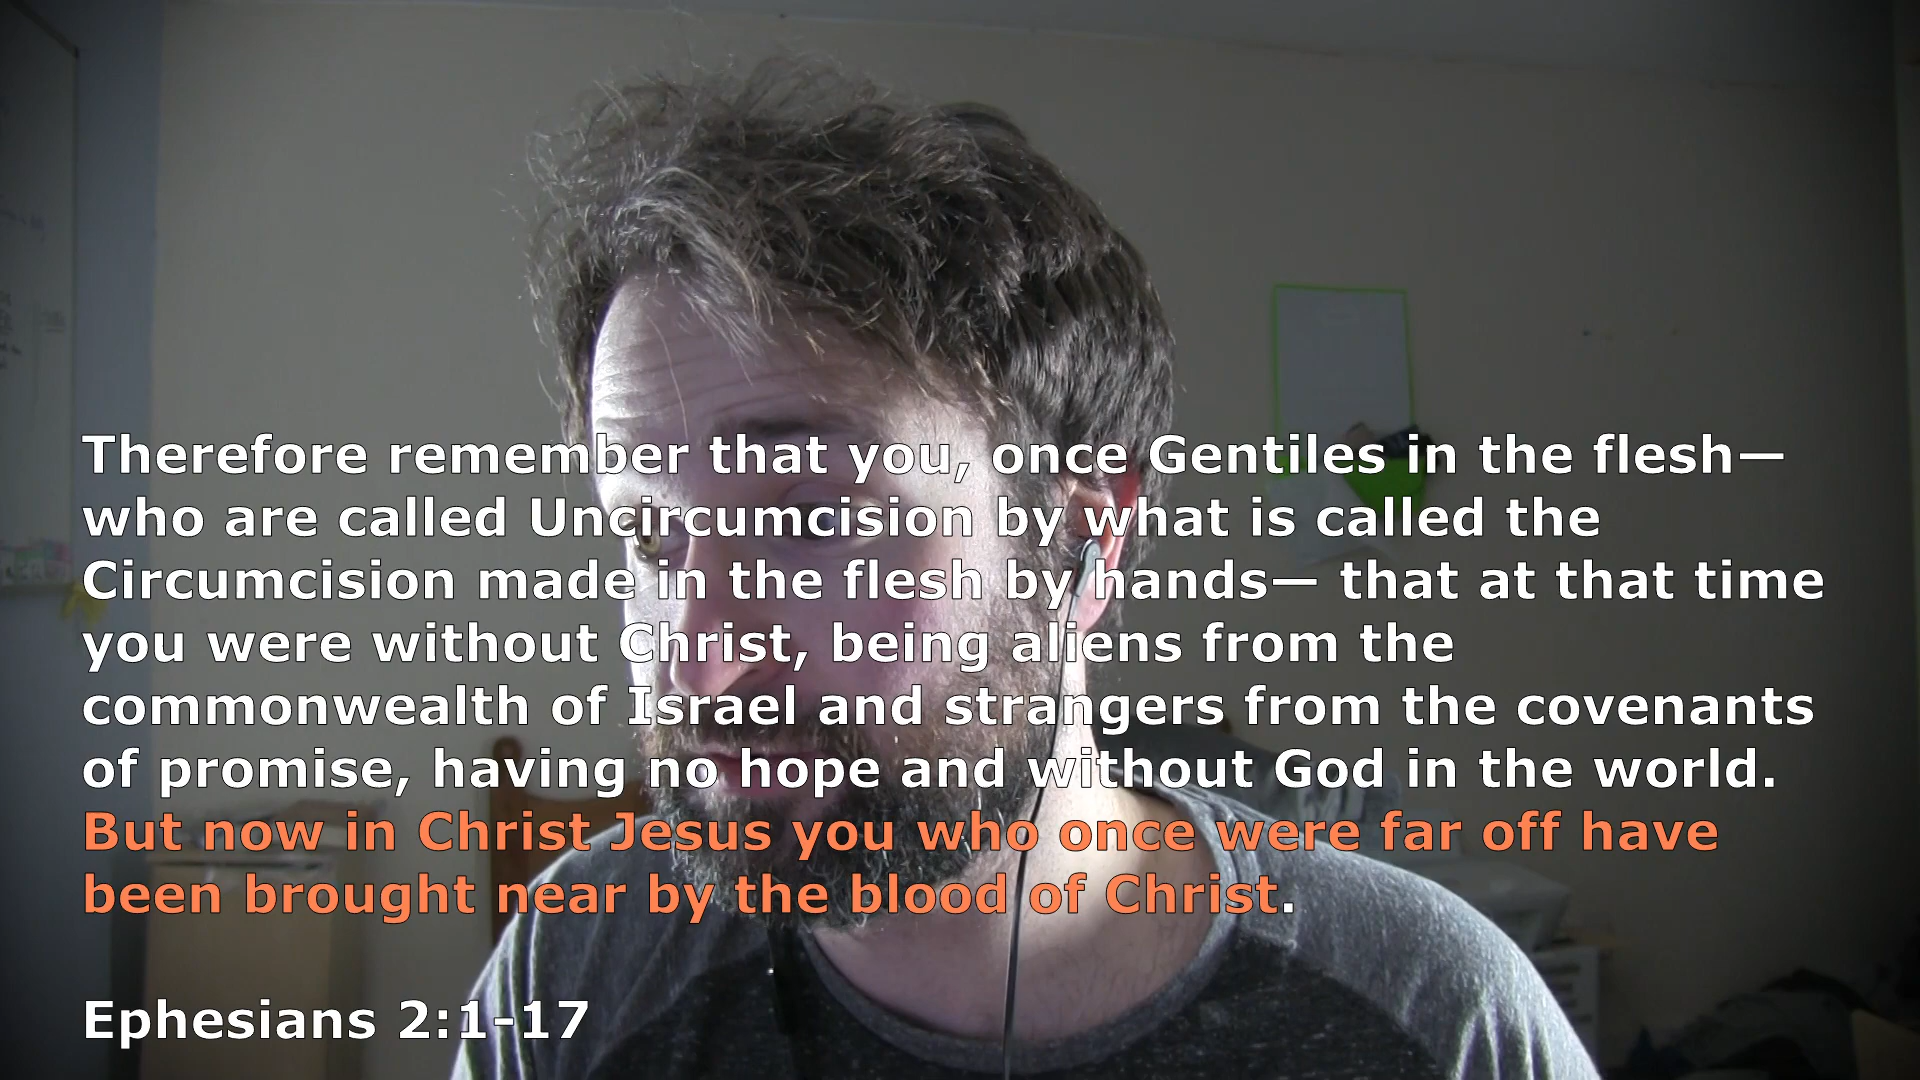 Therefore remember that you, once Gentiles in the flesh—
who are called Uncircumcision by what is called the
Circumcision made in the flesh by hands— that at that time
you were without Christ, being aliens from the
commonwealth of Israel and strangers from the covenants
of promise, having no hope and without God in the world.
But now in Christ Jesus you who once were far off have
been brought near by the blood of Christ.
Ephesians 2:1-17